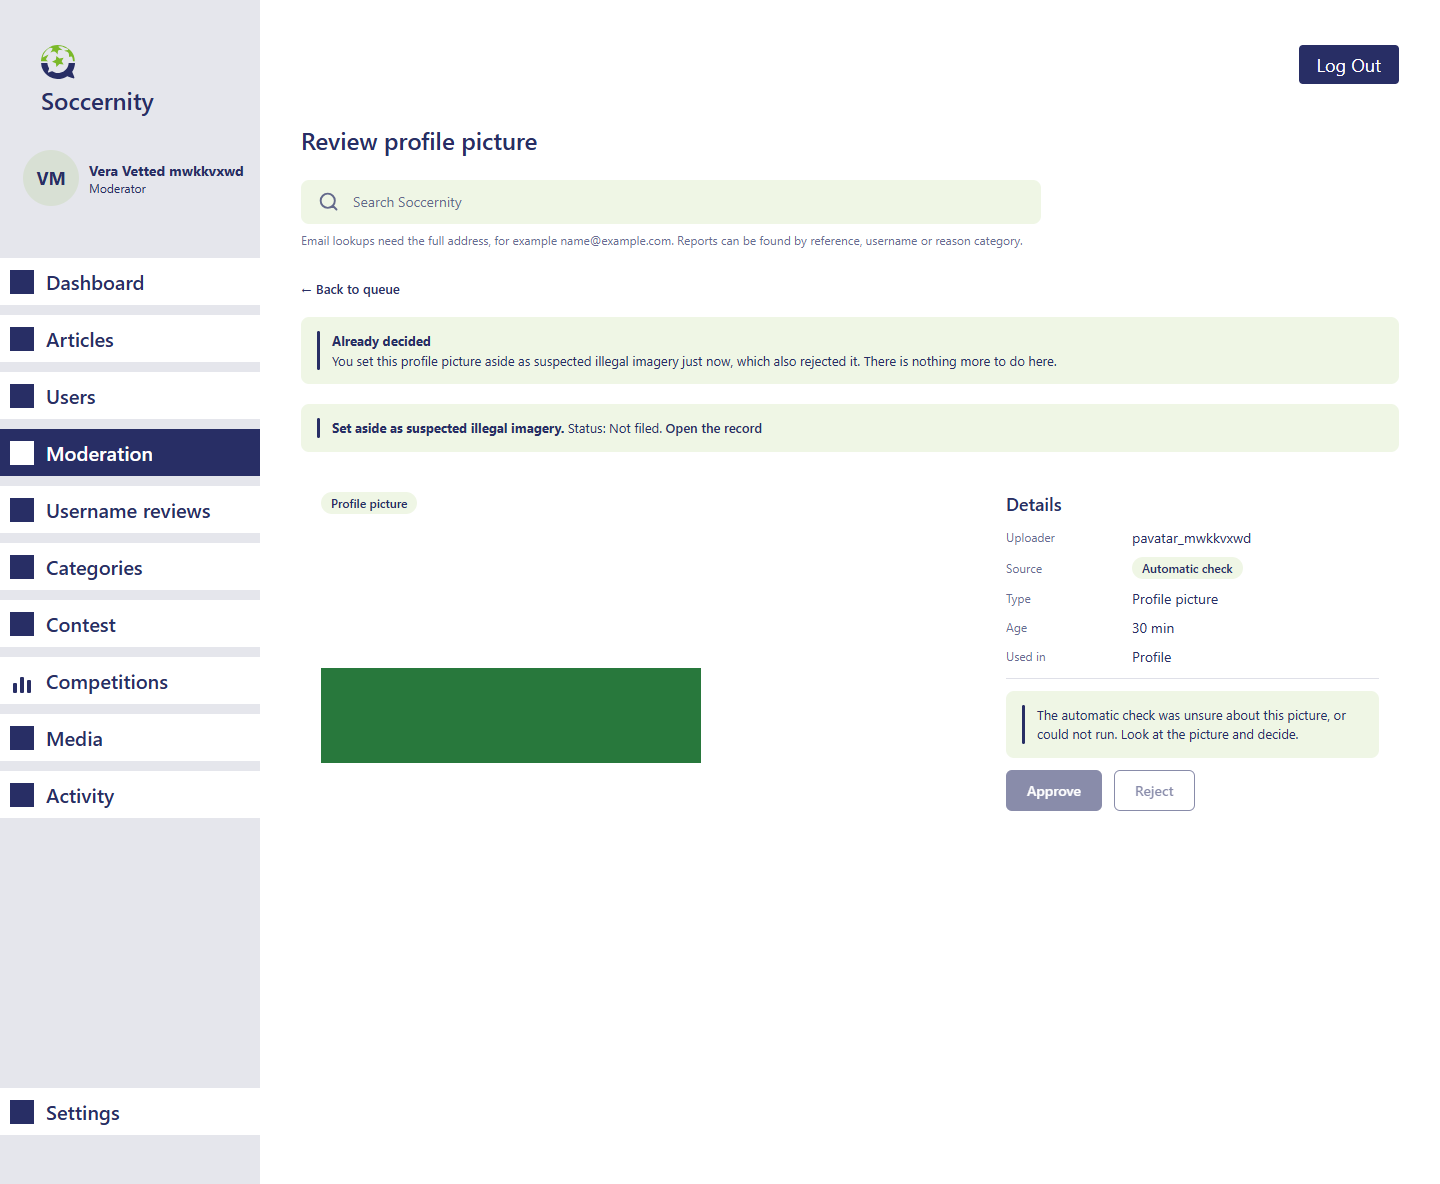 Soccernity
VM
Vera Vetted mwkkvxwd
Moderator
Dashboard
Articles
Users
Moderation
Username reviews
Categories
Contest
Competitions
Media
Activity
Settings
Log Out
Review profile picture
Search Soccernity
Email lookups need the full address, for example name@example.com. Reports can be found by reference, username or reason category.
← Back to queue
Already decided
You set this profile picture aside as suspected illegal imagery just now, which also rejected it. There is nothing more to do here.
Set aside as suspected illegal imagery. Status: Not filed. Open the record
Profile picture
Details
Uploader pavatar_mwkkvxwd
Source Automatic check
Type Profile picture
Age 30 min
Used in Profile
The automatic check was unsure about this picture, or
could not run. Look at the picture and decide.
Approve Reject